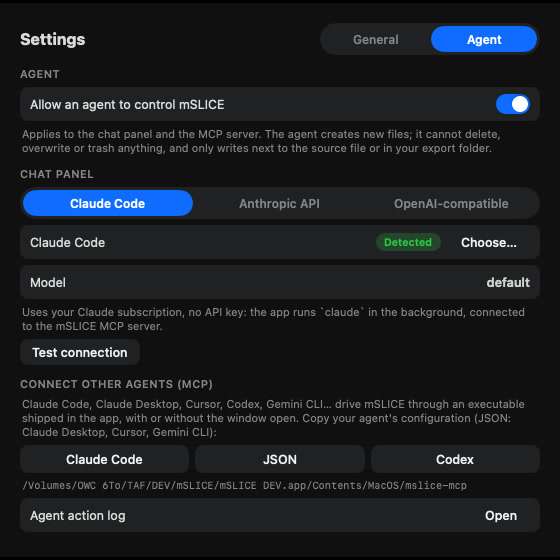 Settings
General
Agent
AGENT
Allow an agent to control mSLICE
Applies to the chat panel and the MCP server. The agent creates new files; it cannot delete,
overwrite or trash anything, and only writes next to the source file or in your export folder.
CHAT PANEL
Claude Code
Anthropic API
OpenAI-compatible
Claude Code
Detected
Choose...
Model
default
Uses your Claude subscription, no API key: the app runs `claude` in the background, connected
to the mSLICE MCP server.
Test connection
CONNECT OTHER AGENTS (MCP)
Claude Code, Claude Desktop, Cursor, Codex, Gemini CLI… drive mSLICE through an executable
shipped in the app, with or without the window open. Copy your agent's configuration (JSON:
Claude Desktop, Cursor, Gemini CLI):
Claude Code
JSON
Codex
/Volumes/OWC 6To/TAF/DEV/mSLICE/mSLICE DEV.app/Contents/MacOS/mslice-mcp
Agent action log
Open